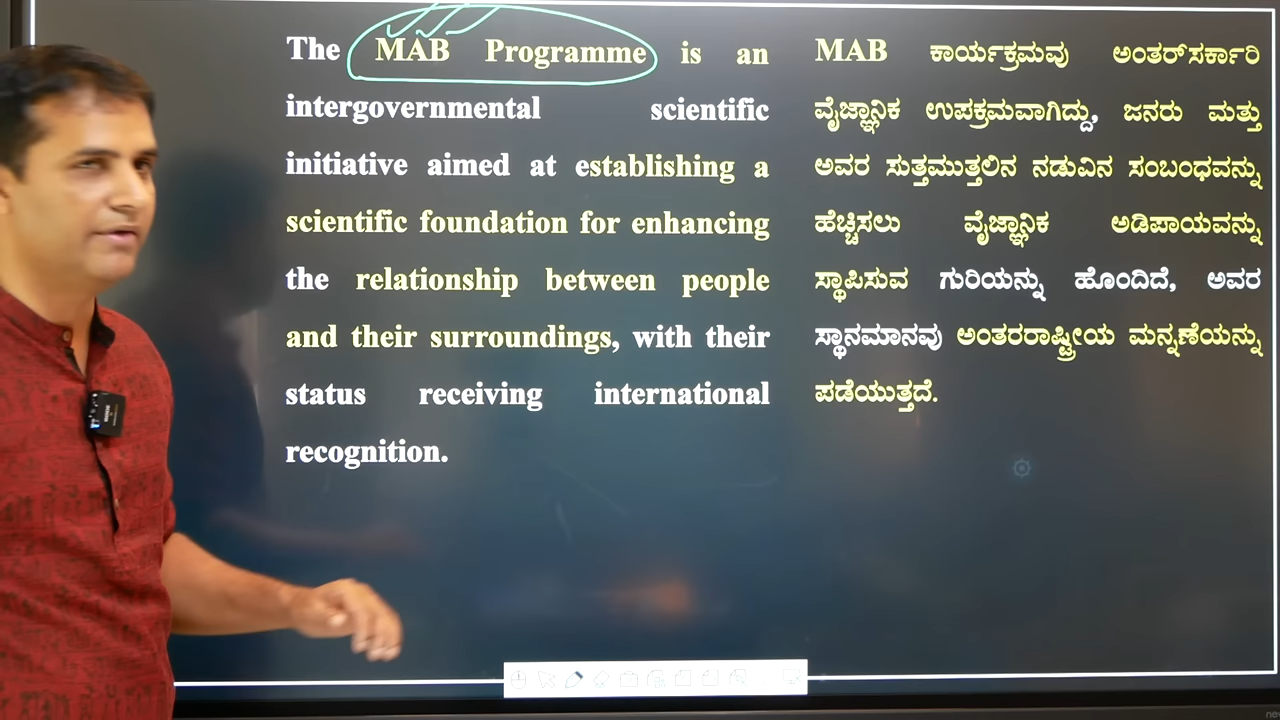 The MAB Programme is an
intergovernmental scientific
initiative aimed at establishing a
scientific foundation for enhancing
the relationship between people
and their surroundings, with their
status receiving international
recognition.
MAB ಕಾರ್ಯಕ್ರಮವು ಅಂತರ್‌ಸರ್ಕಾರಿ
ವೈಜ್ಞಾನಿಕ ಉಪಕ್ರಮವಾಗಿದ್ದು, ಜನರು ಮತ್ತು
ಅವರ ಸುತ್ತಮುತ್ತಲಿನ ನಡುವಿನ ಸಂಬಂಧವನ್ನು
ಹೆಚ್ಚಿಸಲು ವೈಜ್ಞಾನಿಕ ಅಡಿಪಾಯವನ್ನು
ಸ್ಥಾಪಿಸುವ ಗುರಿಯನ್ನು ಹೊಂದಿದೆ, ಅವರ
ಸ್ಥಾನಮಾನವು ಅಂತರರಾಷ್ಟ್ರೀಯ ಮನ್ನಣೆಯನ್ನು
ಪಡೆಯುತ್ತದೆ.